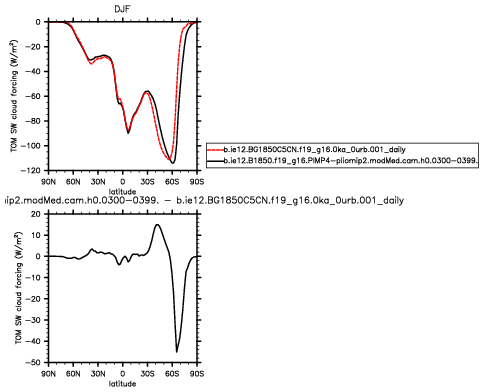 DJF
0
−20
−40
−60
−80
−100
−120
TOM SW cloud forcing (W/m²)
90N 60N 30N 0 30S 60S 90S
latitude
b.ie12.BG1850C5CN.f19_g16.0ka_0urb.001_daily
b.ie12.B1850.f19_g16.PlMP4−pliomip2.modMed.cam.h0.0300−0399.
ip2.modMed.cam.h0.0300−0399. − b.ie12.BG1850C5CN.f19_g16.0ka_0urb.001_daily
20
10
0
−10
−20
−30
−40
−50
TOM SW cloud forcing (W/m²)
90N 60N 30N 0 30S 60S 90S
latitude